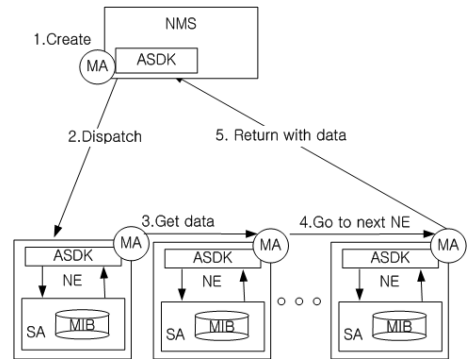 NMS
1.Create
ASDK
MA
2.Dispatch
5. Return with data
MA
3.Get data
MA
4.Go to next NE
MA
ASDK
ASDK
ASDK
NE
NE
NE
SA
MIB
SA
MIB
SA
MIB